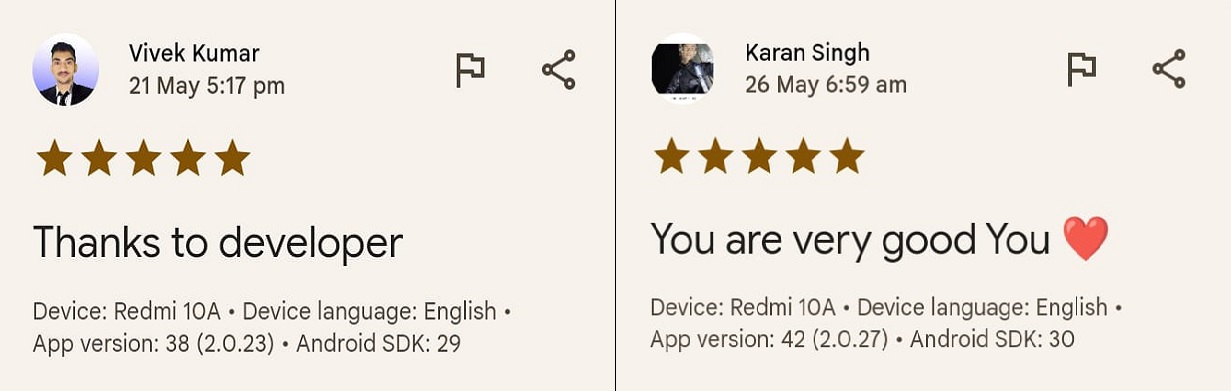 Vivek Kumar
21 May 5:17 pm
Thanks to developer
Device: Redmi 10A • Device language: English •
App version: 38 (2.0.23) • Android SDK: 29
Karan Singh
26 May 6:59 am
You are very good You ❤️
Device: Redmi 10A • Device language: English •
App version: 42 (2.0.27) • Android SDK: 30